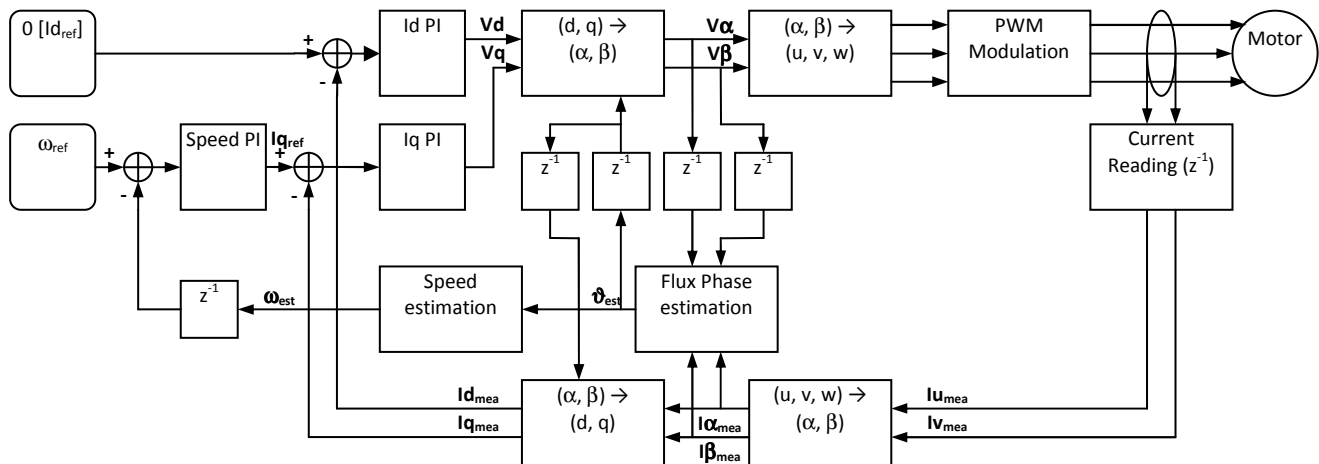 0 [Id_ref]
+
-
Id PI
Vd
Vq
(d, q) →
(α, β)
Vα
Vβ
(α, β) →
(u, v, w)
PWM
Modulation
Motor
ω_ref
+
-
Speed PI
Iq_ref
+
-
Iq PI
z⁻¹
z⁻¹
z⁻¹
z⁻¹
Current
Reading (z⁻¹)
z⁻¹
ω_est
Speed
estimation
ϑ_est
Flux Phase
estimation
Id_mea
Iq_mea
(α, β) →
(d, q)
Iα_mea
Iβ_mea
(u, v, w) →
(α, β)
Iu_mea
Iv_mea